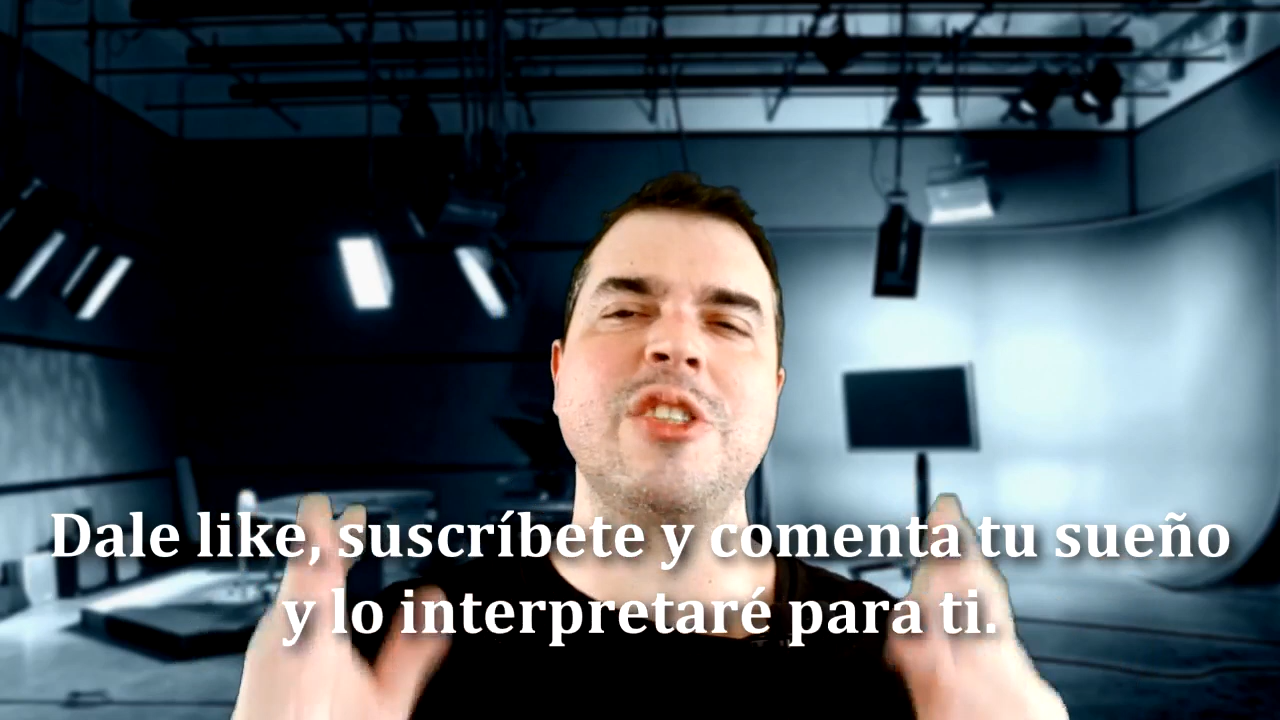 Dale like, suscríbete y comenta tu sueño
y lo interpretaré para ti.